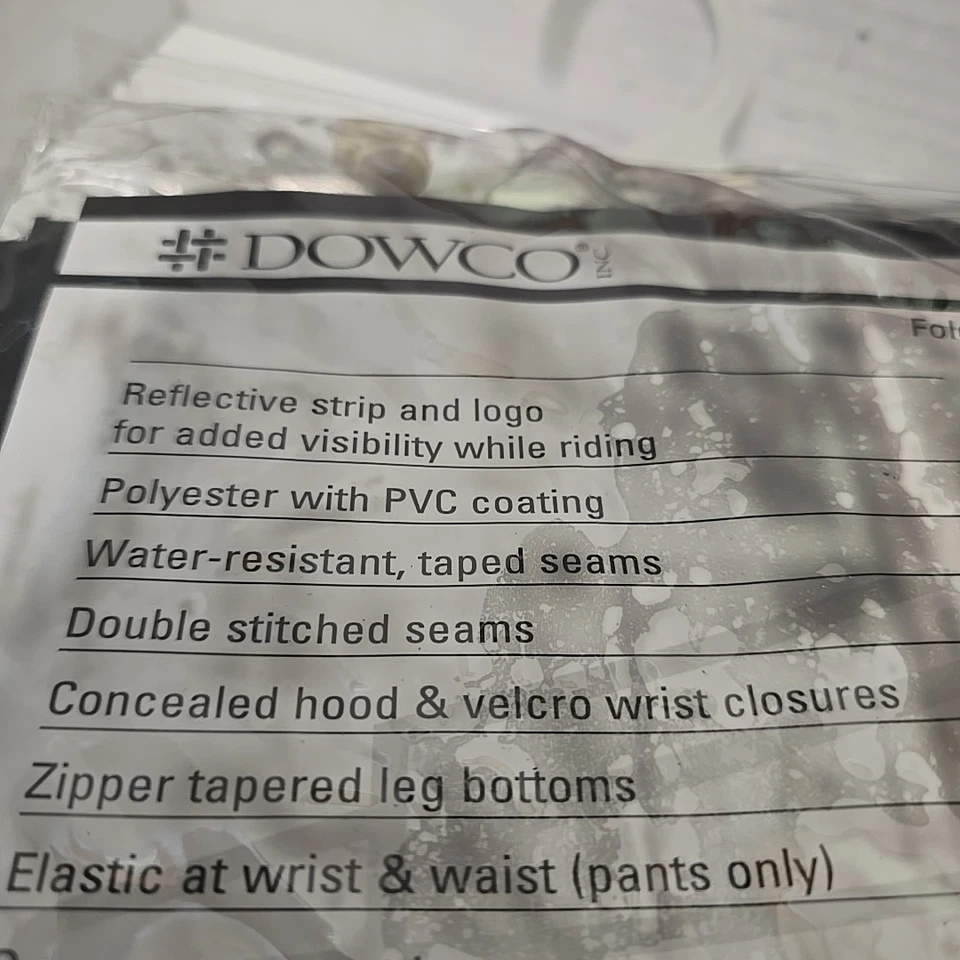 DOWCO® INC
Reflective strip and logo
for added visibility while riding
Polyester with PVC coating
Water-resistant, taped seams
Double stitched seams
Concealed hood & velcro wrist closures
Zipper tapered leg bottoms
Elastic at wrist & waist (pants only)